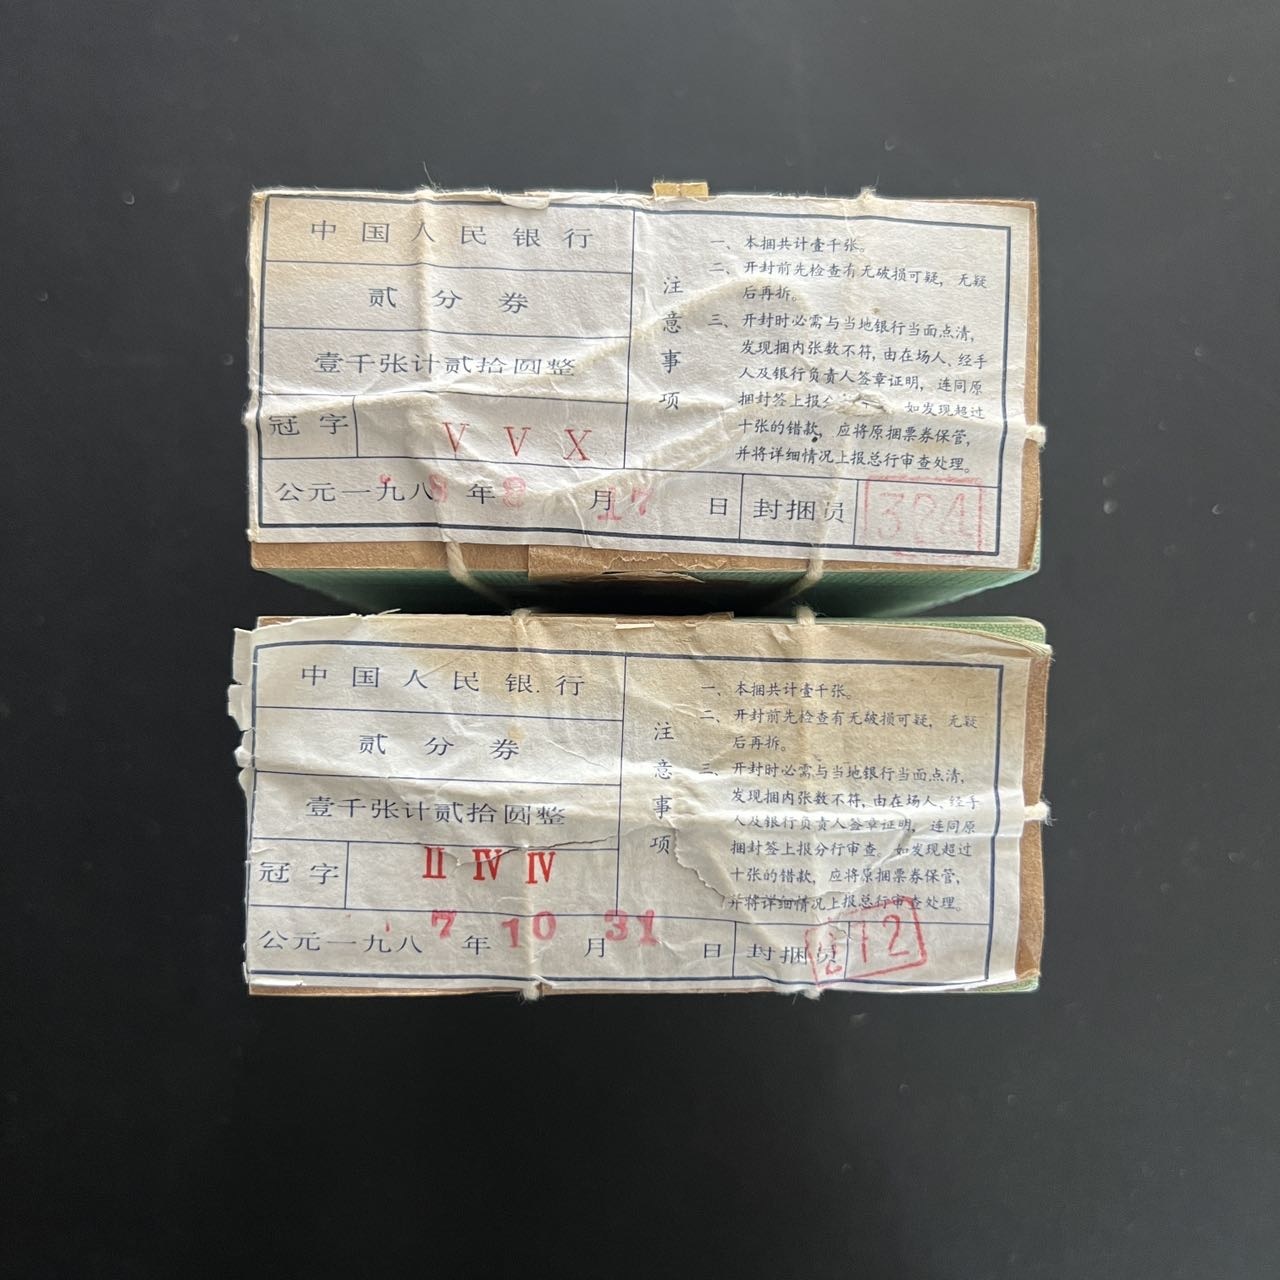 中国人民银行
贰分券
壹千张计贰拾圆整
冠字 V V X
公元一九八 年 月17日 封捆员 324
注意事项
一、本捆共计壹千张。
二、开封前先检查有无破损可疑，无疑
后再拆。
三、开封时必需与当地银行当面点清，
发现捆内张数不符，由在场人、经手
人及银行负责人签章证明，连同原
捆封签上报 如发现超过
十张的错款，应将原捆票券保管，
并将详细情况上报总行审查处理。
中国人民银行
贰分券
壹千张计贰拾圆整
冠字 II IV IV
公元一九八7年10月31日 封捆员 12
注意事项
一、本捆共计壹千张。
二、开封前先检查有无破损可疑，无疑
后再拆。
三、开封时必需与当地银行当面点清，
发现捆内张数不符，由在场人、经手
人及银行负责人签章证明，连同原
捆封签上报分行审查。如发现超过
十张的错款，应将原捆票券保管，
并将详细情况上报总行审查处理。